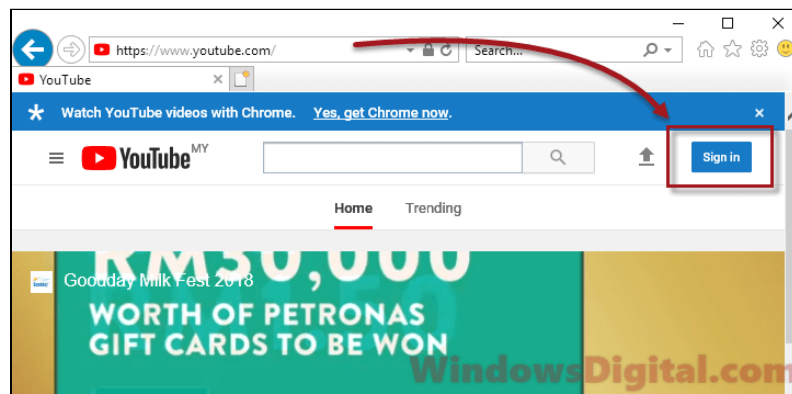 https://www.youtube.com/
Search...
YouTube
Watch YouTube videos with Chrome. Yes, get Chrome now.
YouTube MY
Sign in
Home Trending
RM30,000
Goodday Milk Fest 2018
WORTH OF PETRONAS
GIFT CARDS TO BE WON
WindowsDigital.com